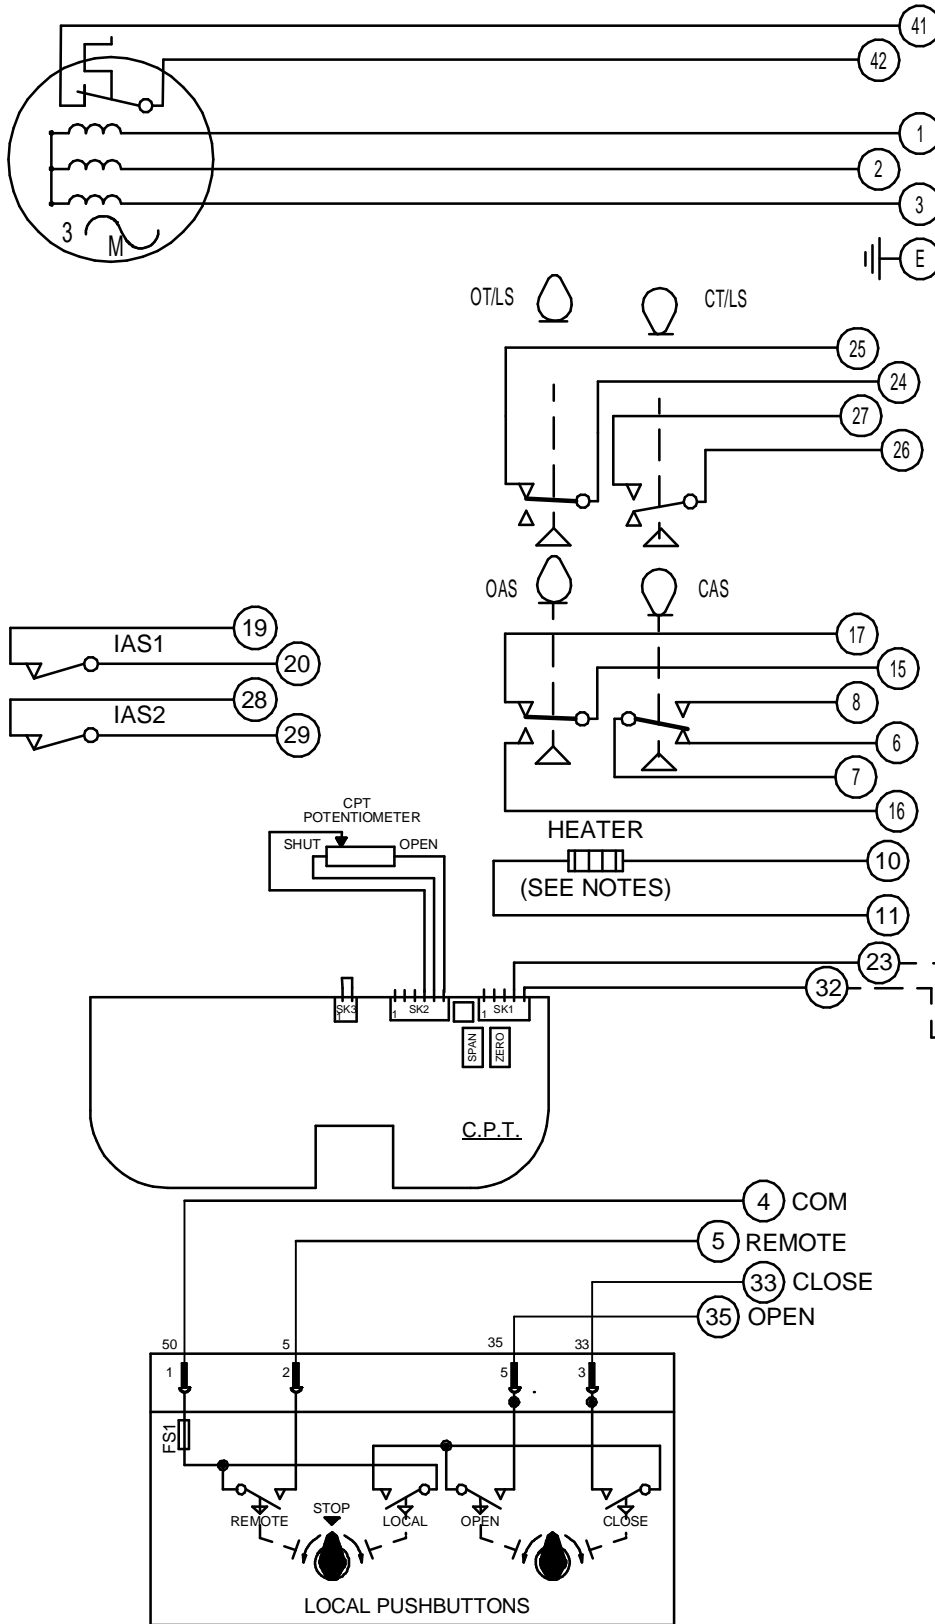 41
42
1
2
3
3 M
E
OT/LS CT/LS
25
24
27
26
OAS CAS
19
IAS1
20
28
IAS2
29
17
15
8
6
7
16
CPT
POTENTIOMETER
SHUT OPEN
HEATER
10
(SEE NOTES)
11
23
32
SK3 SK2 SK1
1 1 1
SPAN ZERO
C.P.T.
4 COM
5 REMOTE
33 CLOSE
35 OPEN
50 5 35 33
1 2 5 3
FS1
STOP
REMOTE LOCAL OPEN CLOSE
LOCAL PUSHBUTTONS